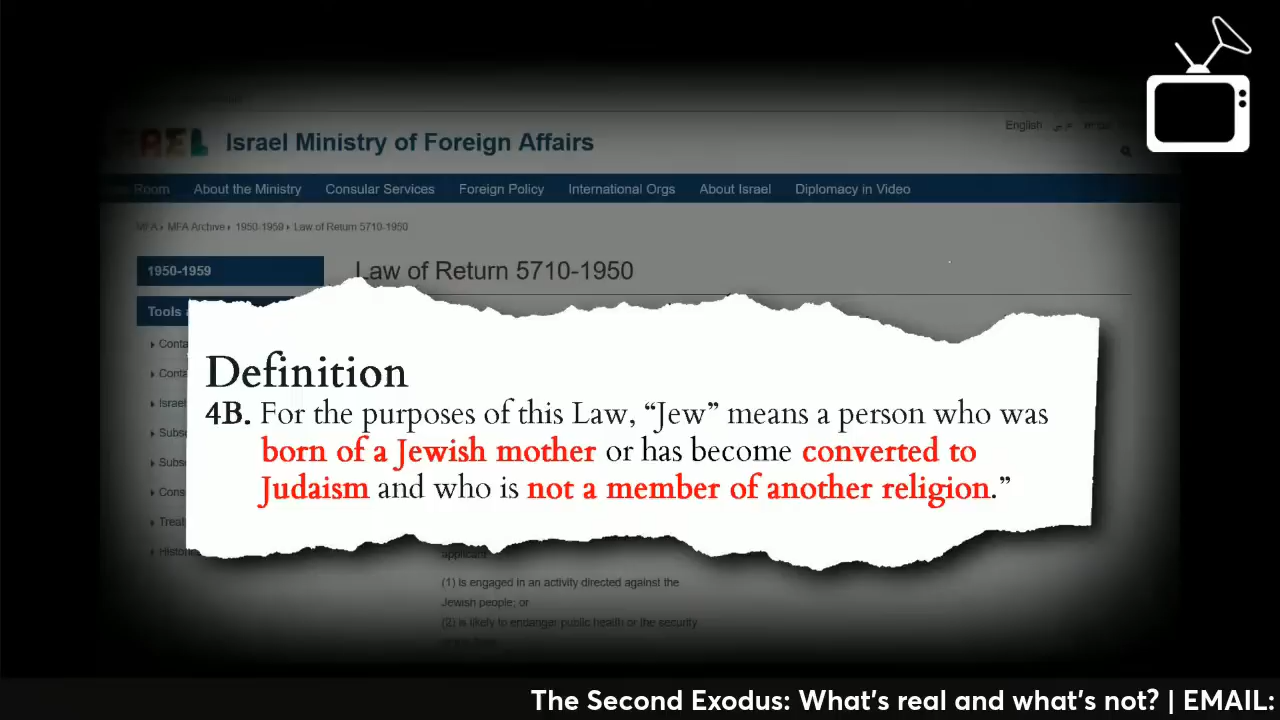 Israel Ministry of Foreign Affairs
English
Room About the Ministry Consular Services Foreign Policy International Orgs About Israel Diplomacy in Video
MFA MFA Archive 1950-1959 Law of Return 5710-1950
1950-1959
Law of Return 5710-1950
Tools
Definition
4B. For the purposes of this Law, “Jew” means a person who was
born of a Jewish mother or has become converted to
Judaism and who is not a member of another religion.”
applicant
(1) is engaged in an activity directed against the
Jewish people; or
(2) is likely to endanger public health or the security
The Second Exodus: What's real and what's not? | EMAIL: